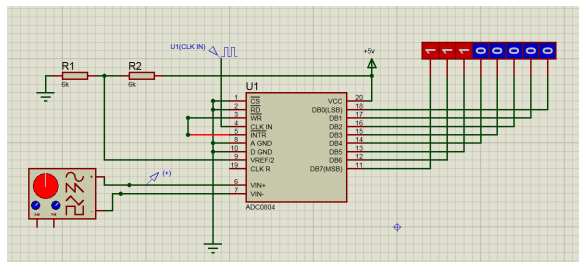 U1(CLK IN)
+5v
1 1 1 0 0 0 0 0
R1
6k
R2
6k
U1
1 CS VCC 20
2 RD DB0(LSB) 18
3 WR DB1 17
4 CLK IN DB2 16
5 INTR DB3 15
8 A GND DB4 14
10 D GND DB5 13
9 VREF/2 DB6 12
19 CLK R DB7(MSB) 11
6 VIN+
7 VIN-
ADC0804
(+)
AM FM
+
-